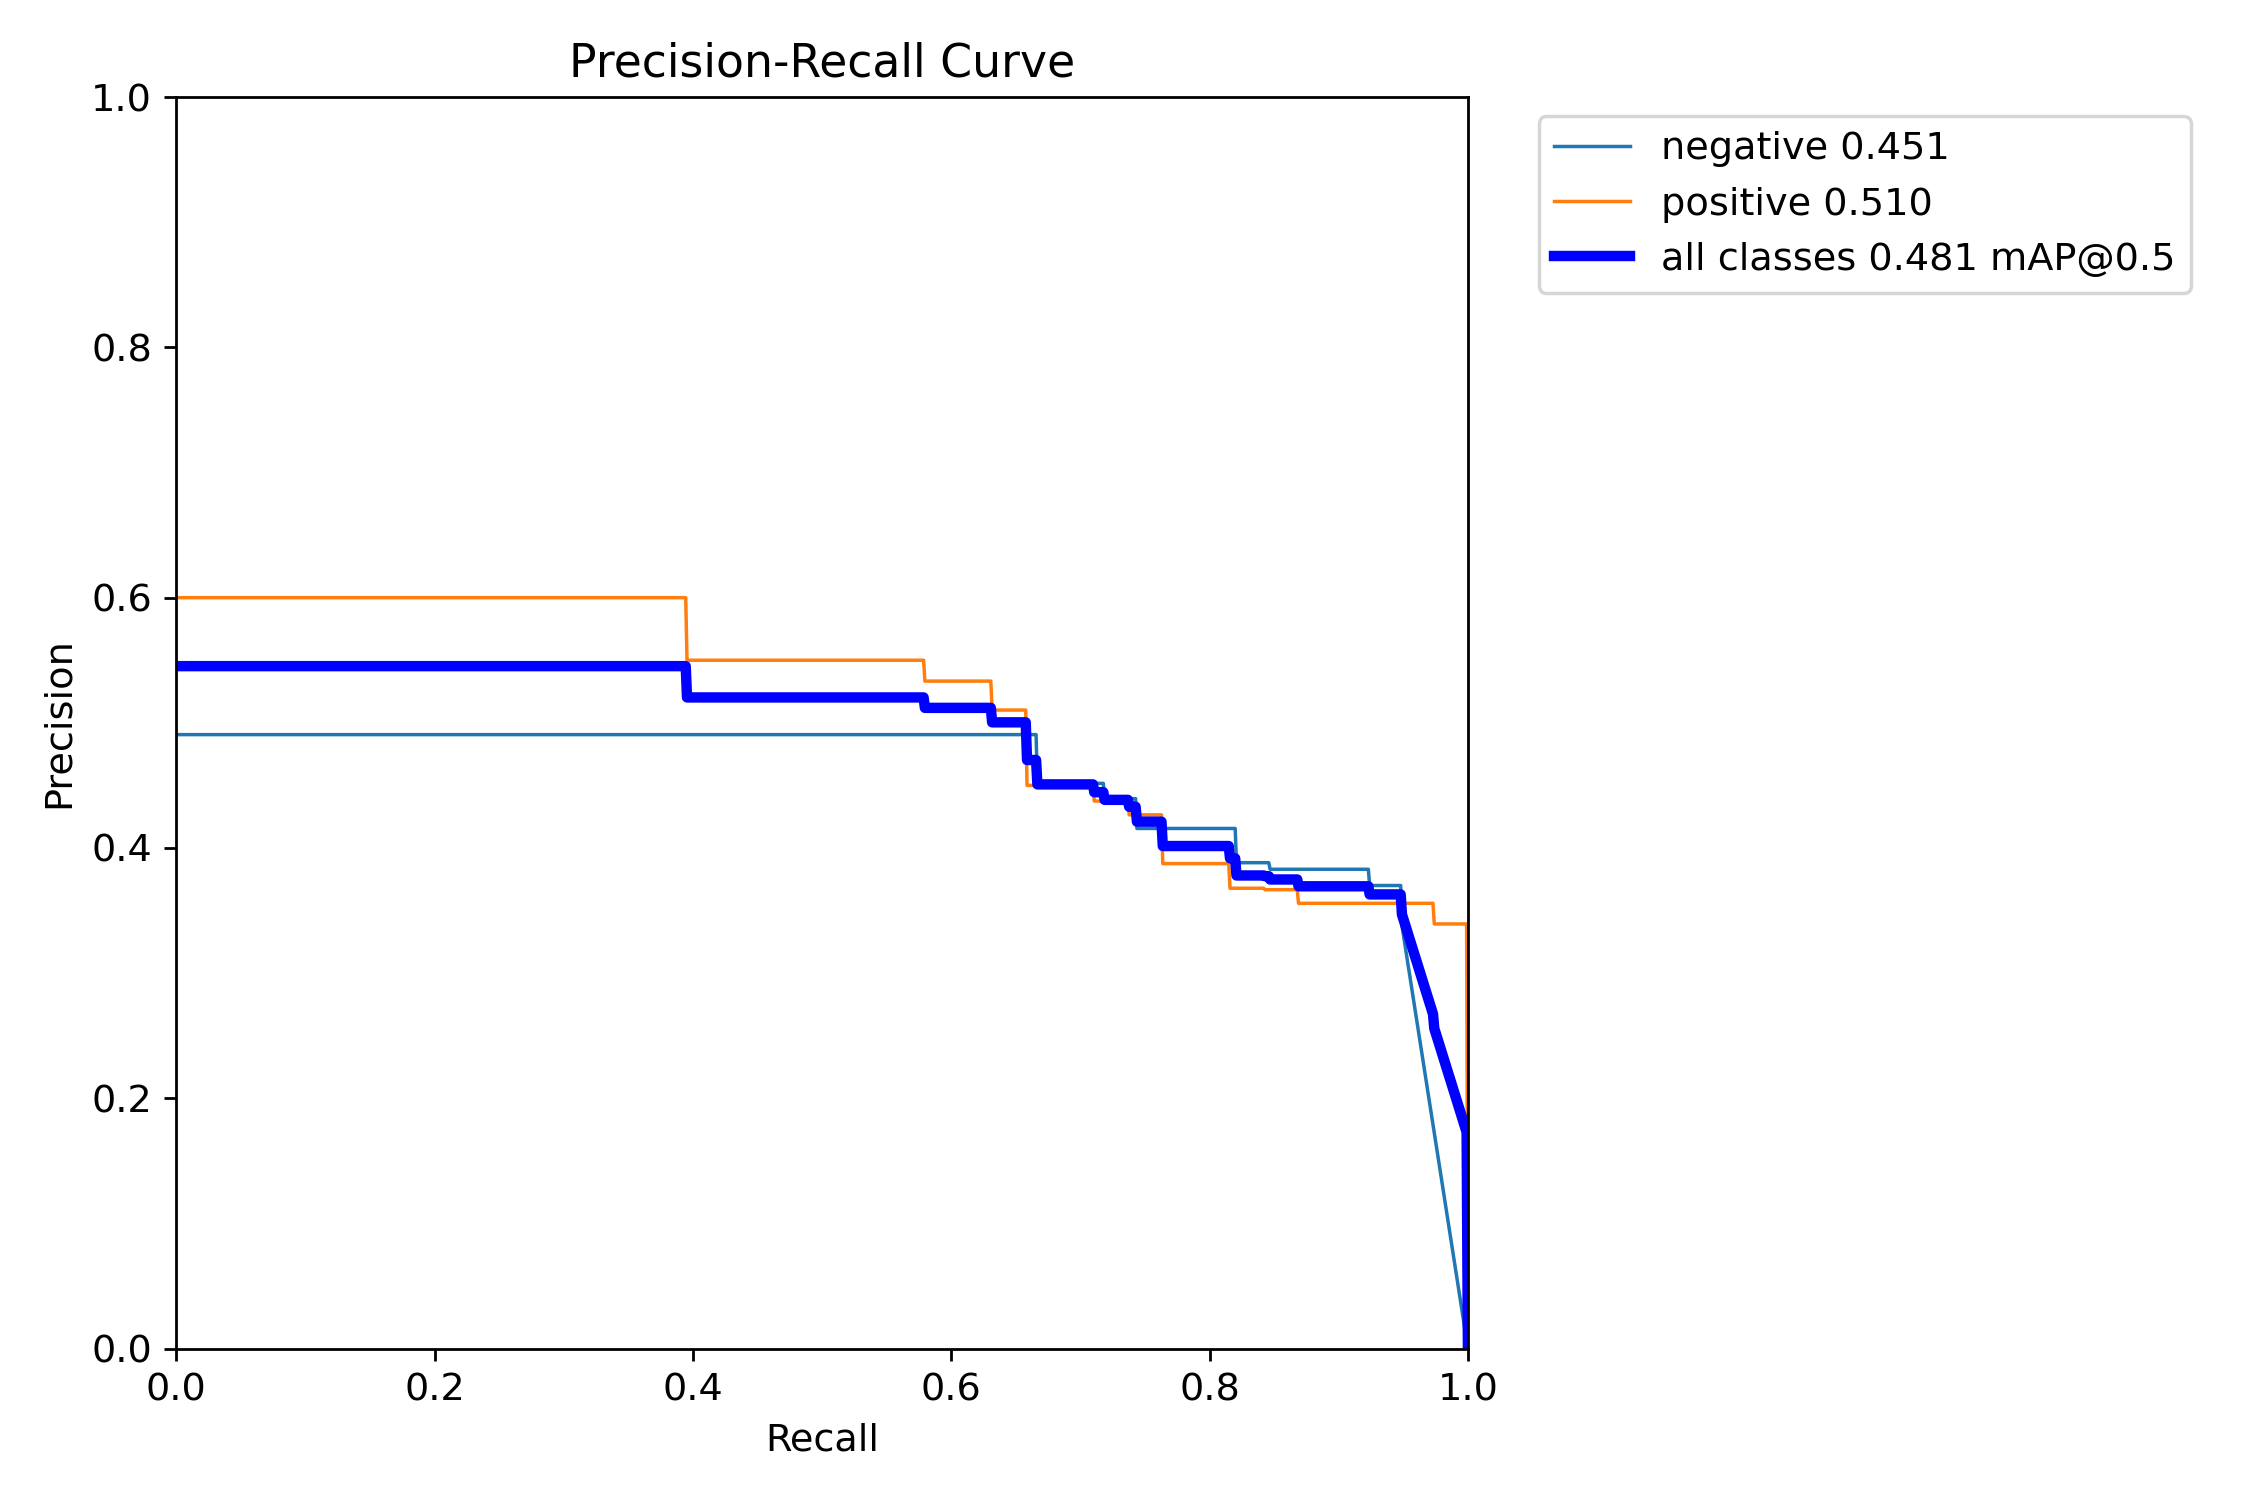 Precision-Recall Curve
1.0
0.8
0.6
0.4
0.2
0.0
Precision
0.0 0.2 0.4 0.6 0.8 1.0
Recall
negative 0.451
positive 0.510
all classes 0.481 mAP@0.5